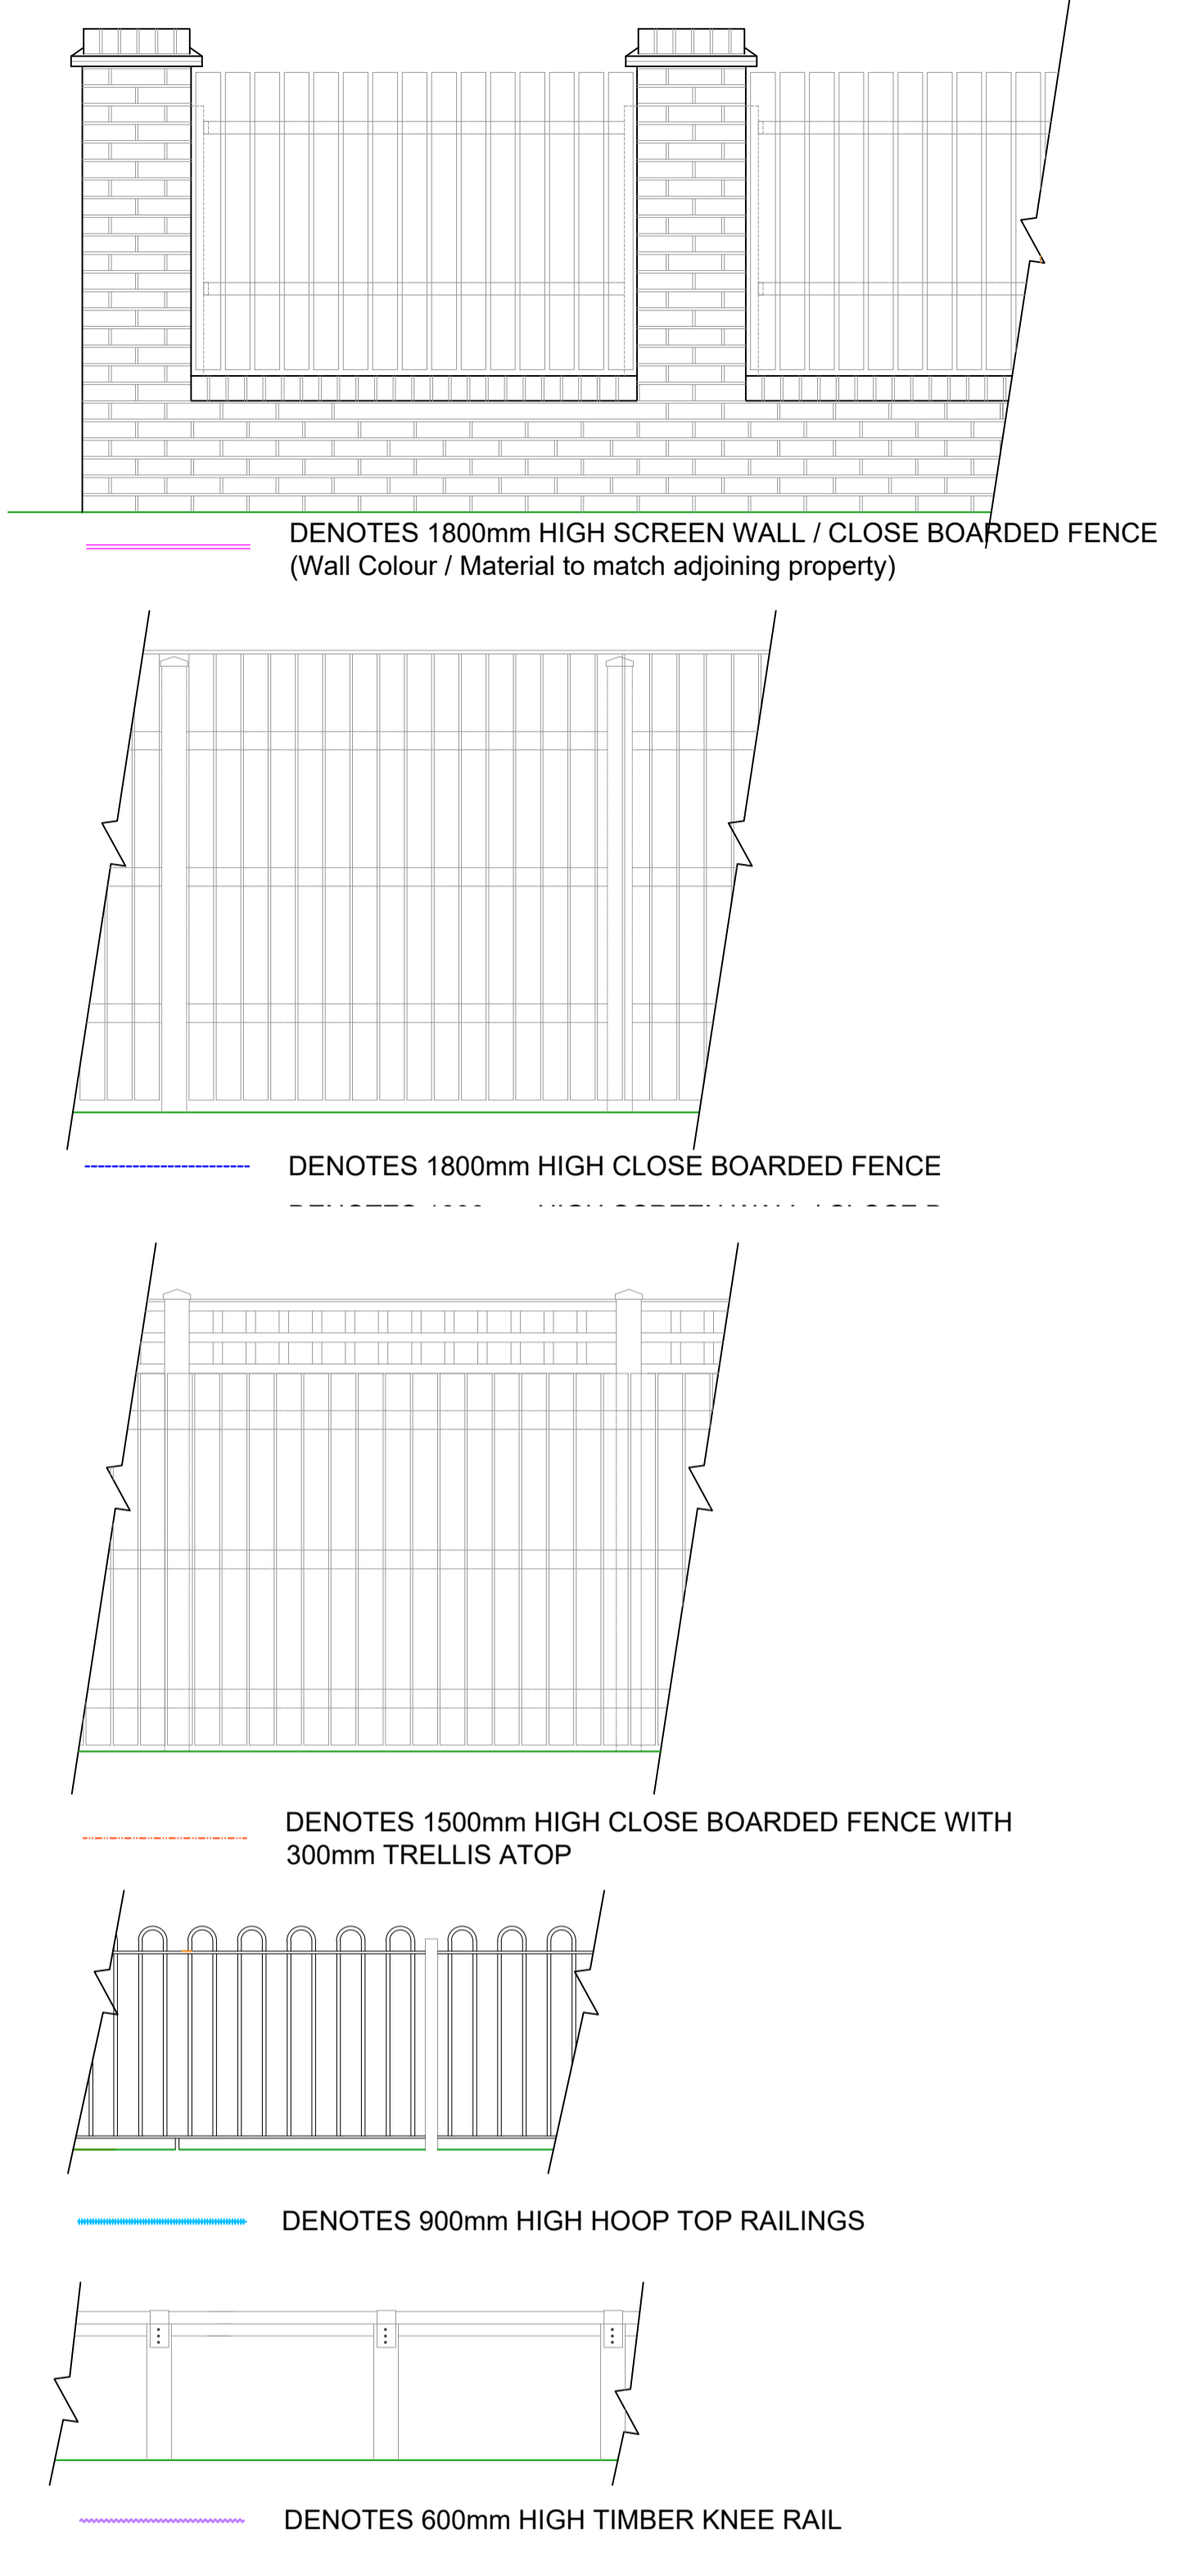 DENOTES 1800mm HIGH SCREEN WALL / CLOSE BOARDED FENCE
(Wall Colour / Material to match adjoining property)
DENOTES 1800mm HIGH CLOSE BOARDED FENCE
DENOTES 1500mm HIGH CLOSE BOARDED FENCE WITH
300mm TRELLIS ATOP
DENOTES 900mm HIGH HOOP TOP RAILINGS
DENOTES 600mm HIGH TIMBER KNEE RAIL